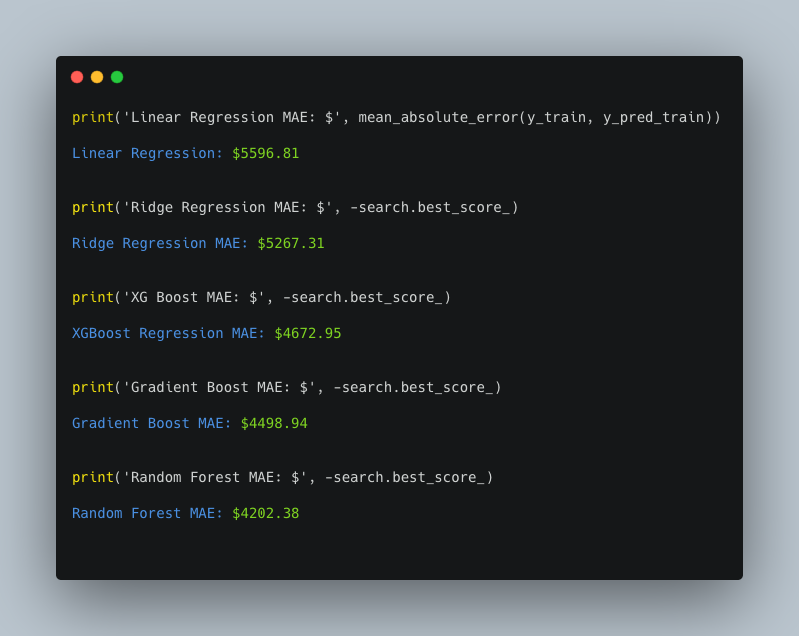 print('Linear Regression MAE: $', mean_absolute_error(y_train, y_pred_train))
Linear Regression: $5596.81
print('Ridge Regression MAE: $', -search.best_score_)
Ridge Regression MAE: $5267.31
print('XG Boost MAE: $', -search.best_score_)
XGBoost Regression MAE: $4672.95
print('Gradient Boost MAE: $', -search.best_score_)
Gradient Boost MAE: $4498.94
print('Random Forest MAE: $', -search.best_score_)
Random Forest MAE: $4202.38